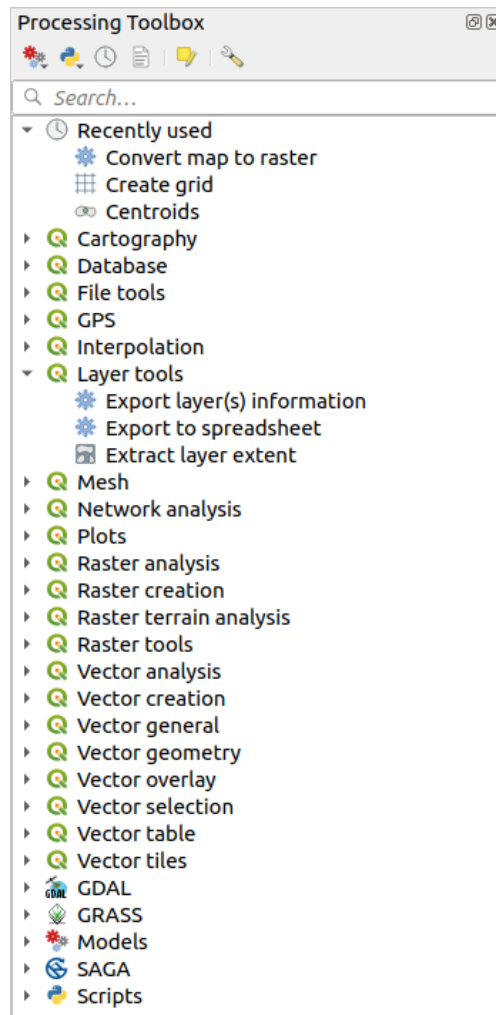 Processing Toolbox
Search...
Recently used
Convert map to raster
Create grid
Centroids
Cartography
Database
File tools
GPS
Interpolation
Layer tools
Export layer(s) information
Export to spreadsheet
Extract layer extent
Mesh
Network analysis
Plots
Raster analysis
Raster creation
Raster terrain analysis
Raster tools
Vector analysis
Vector creation
Vector general
Vector geometry
Vector overlay
Vector selection
Vector table
Vector tiles
GDAL GDAL
GRASS
Models
SAGA
Scripts